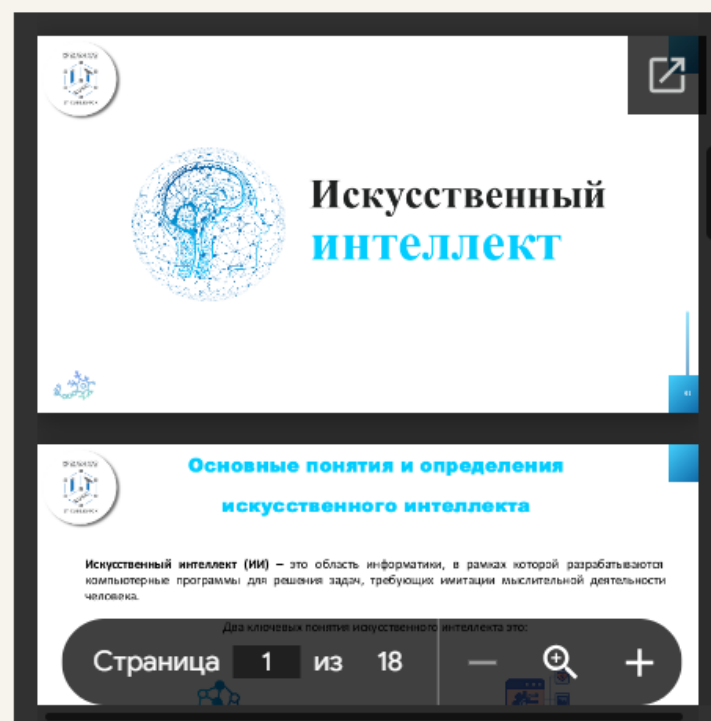 Искусственный
интеллект
Основные понятия и определения
искусственного интеллекта
Искусственный интеллект (ИИ) – это область информатики, в рамках которой разрабатываются
компьютерные программы для решения задач, требующих имитации мыслительной деятельности
человека.
Два ключевых понятия искусственного интеллекта это:
Страница 1 из 18